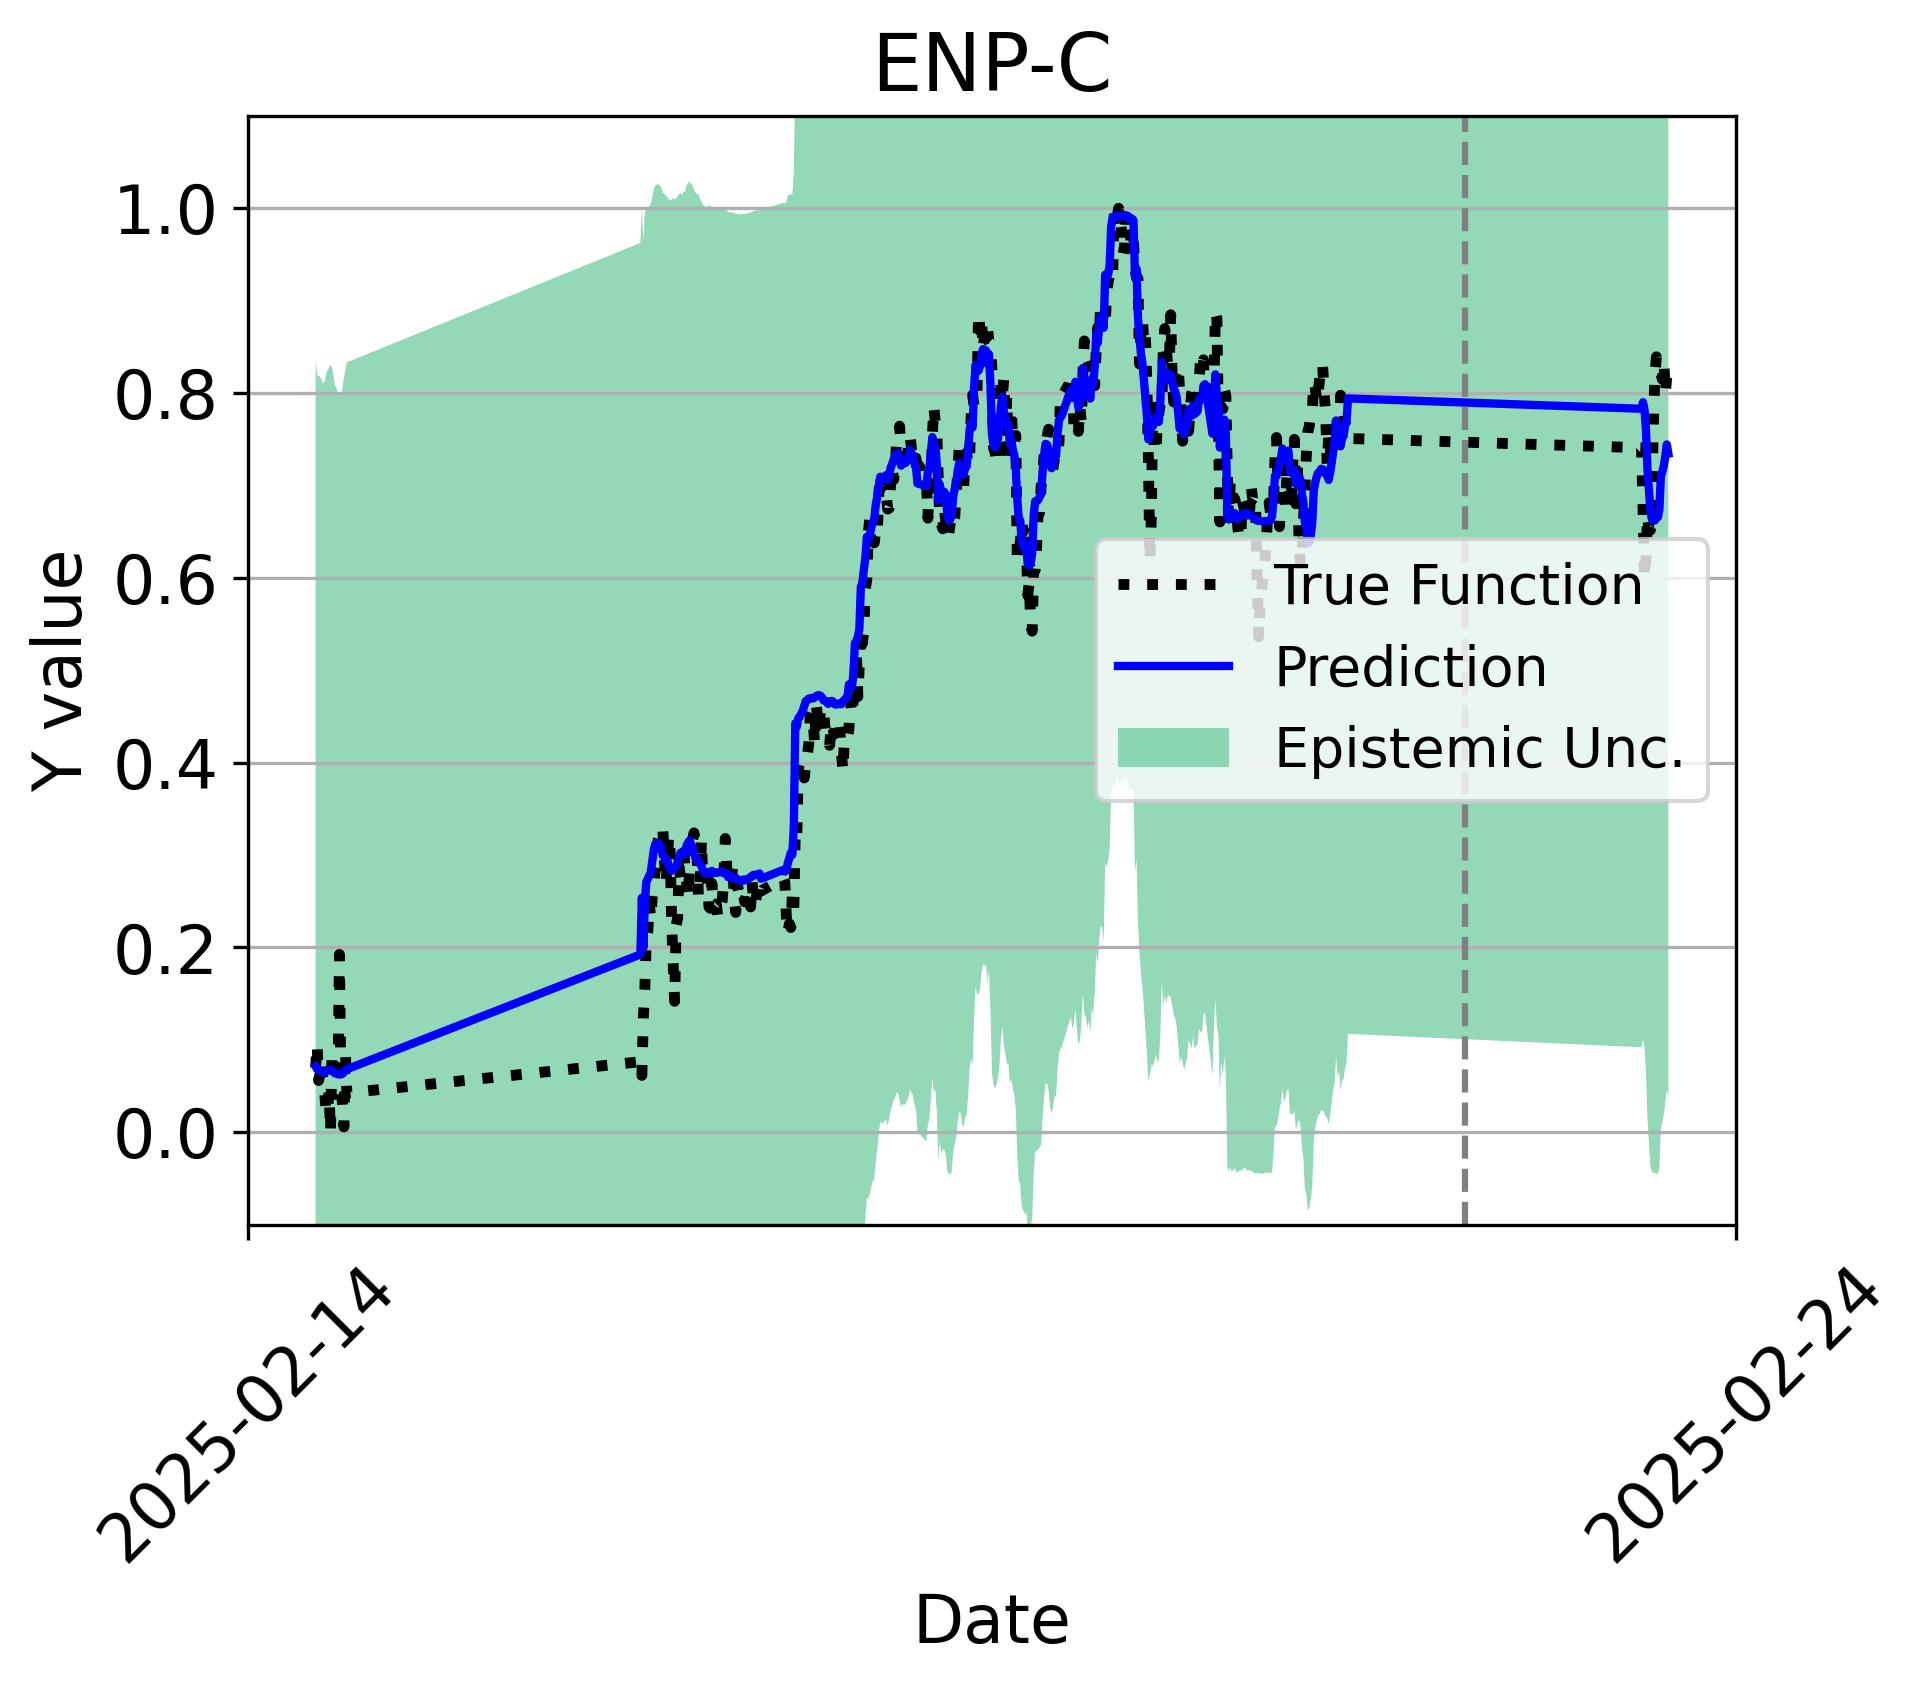 ENP-C
1.0
0.8
0.6
0.4
0.2
0.0
Y value
True Function
Prediction
Epistemic Unc.
2025-02-14
2025-02-24
Date